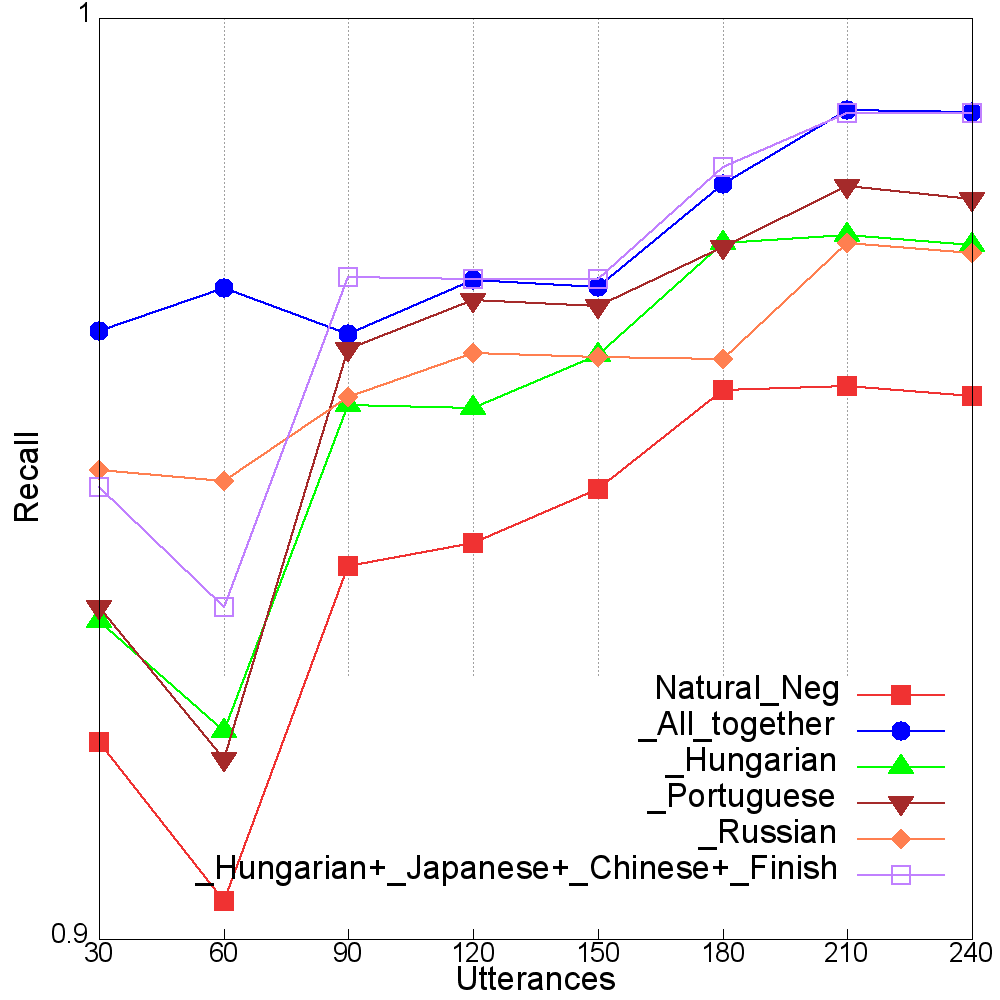 1
Recall
Natural_Neg
_All_together
_Hungarian
_Portuguese
_Russian
_Hungarian+_Japanese+_Chinese+_Finish
0.9
30 60 90 120 150 180 210 240
Utterances